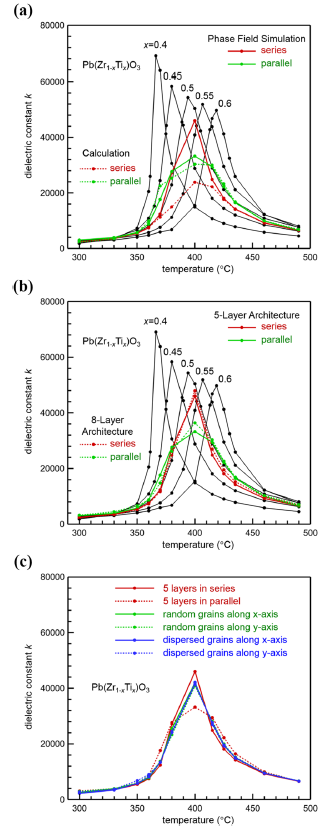 (a)
80000
60000
40000
20000
0
dielectric constant k
x=0.4
0.45
0.5
0.55
0.6
Pb(Zr1-xTix)O3
Phase Field Simulation
series
parallel
Calculation
series
parallel
300
350
400
450
500
temperature (°C)
(b)
80000
60000
40000
20000
0
dielectric constant k
x=0.4
0.45
0.5
0.55
0.6
Pb(Zr1-xTix)O3
5-Layer Architecture
series
parallel
8-Layer
Architecture
series
parallel
300
350
400
450
500
temperature (°C)
(c)
80000
60000
40000
20000
0
dielectric constant k
5 layers in series
5 layers in parallel
random grains along x-axis
random grains along y-axis
dispersed grains along x-axis
dispersed grains along y-axis
Pb(Zr1-xTix)O3
300
350
400
450
500
temperature (°C)